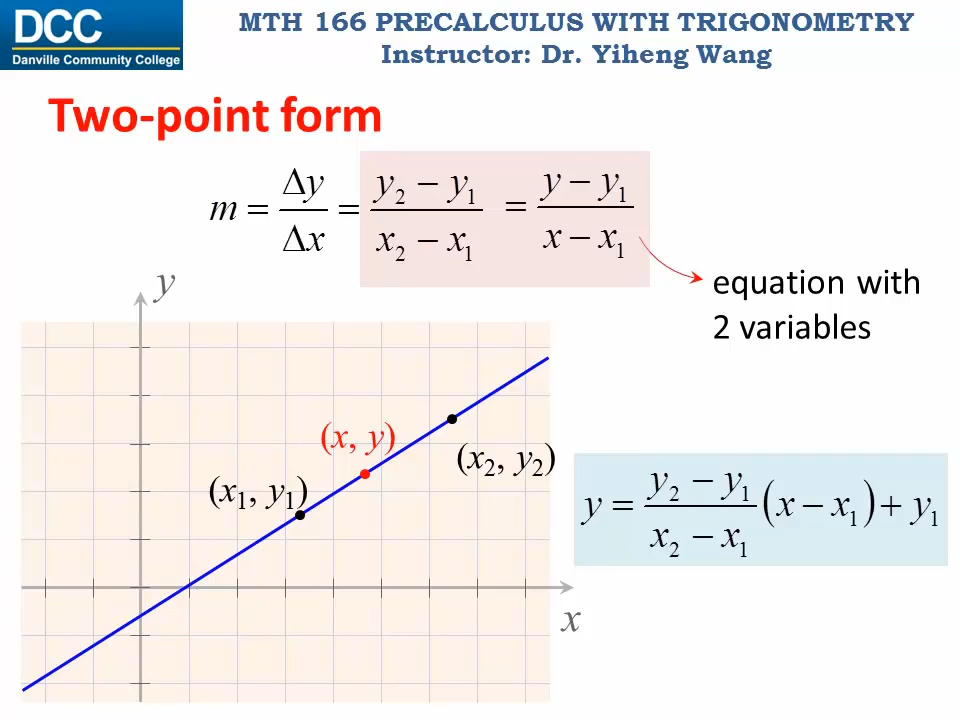 DCC
Danville Community College
MTH 166 PRECALCULUS WITH TRIGONOMETRY
Instructor: Dr. Yiheng Wang
Two-point form
m = Δy/Δx = (y₂ − y₁)/(x₂ − x₁) = (y − y₁)/(x − x₁)
equation with
2 variables
y
(x, y)
(x₂, y₂)
(x₁, y₁)
y = (y₂ − y₁)/(x₂ − x₁) (x − x₁) + y₁
x